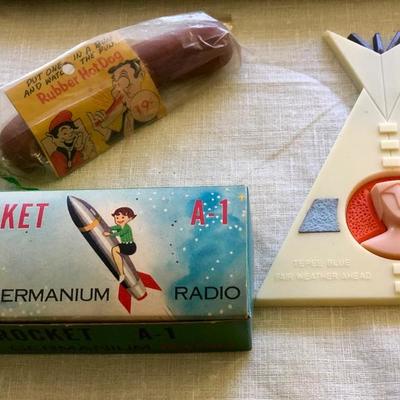 PUT ONE IN A BUN
AND WATCH THE FUN
Rubber Hot Dog
19¢
KET A-1
ERMANIUM RADIO
ROCKET A-1
TEPEE BLUE
FAIR WEATHER AHEAD